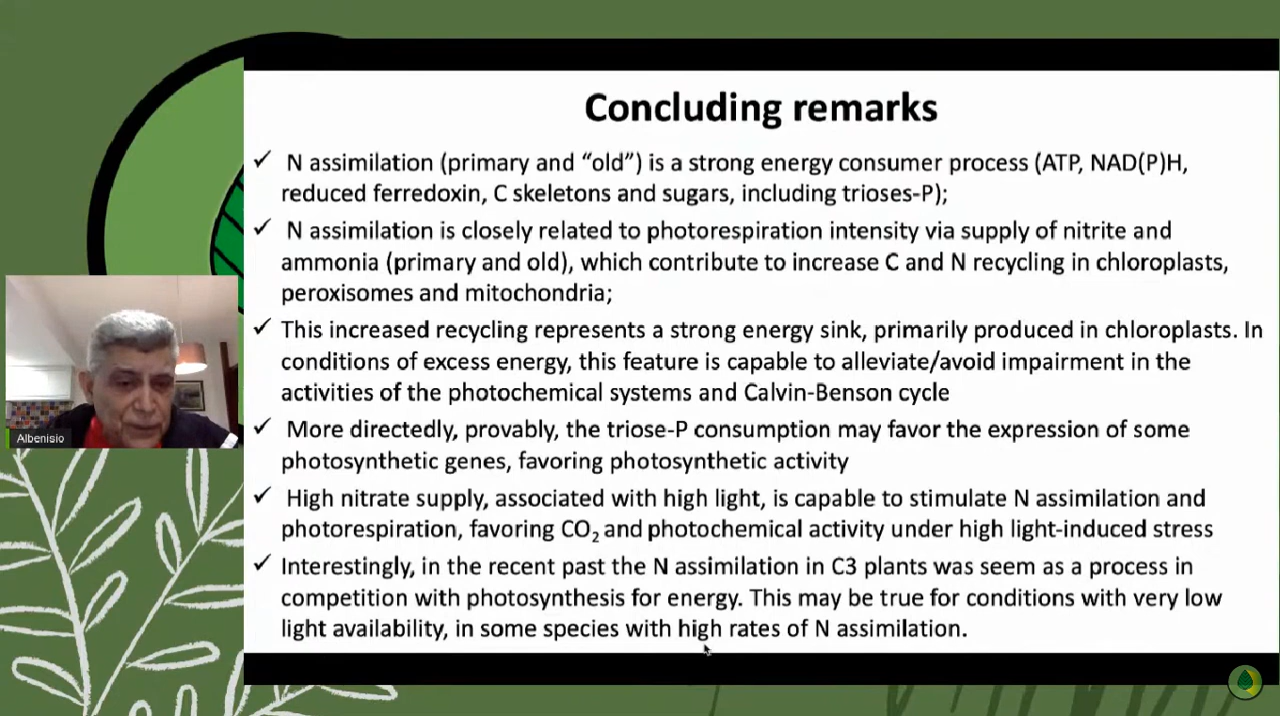 Concluding remarks
✓ N assimilation (primary and “old”) is a strong energy consumer process (ATP, NAD(P)H,
reduced ferredoxin, C skeletons and sugars, including trioses-P);
✓ N assimilation is closely related to photorespiration intensity via supply of nitrite and
ammonia (primary and old), which contribute to increase C and N recycling in chloroplasts,
peroxisomes and mitochondria;
✓ This increased recycling represents a strong energy sink, primarily produced in chloroplasts. In
conditions of excess energy, this feature is capable to alleviate/avoid impairment in the
activities of the photochemical systems and Calvin-Benson cycle
✓ More directedly, provably, the triose-P consumption may favor the expression of some
photosynthetic genes, favoring photosynthetic activity
✓ High nitrate supply, associated with high light, is capable to stimulate N assimilation and
photorespiration, favoring CO₂ and photochemical activity under high light-induced stress
✓ Interestingly, in the recent past the N assimilation in C3 plants was seem as a process in
competition with photosynthesis for energy. This may be true for conditions with very low
light availability, in some species with high rates of N assimilation.
Albenisio